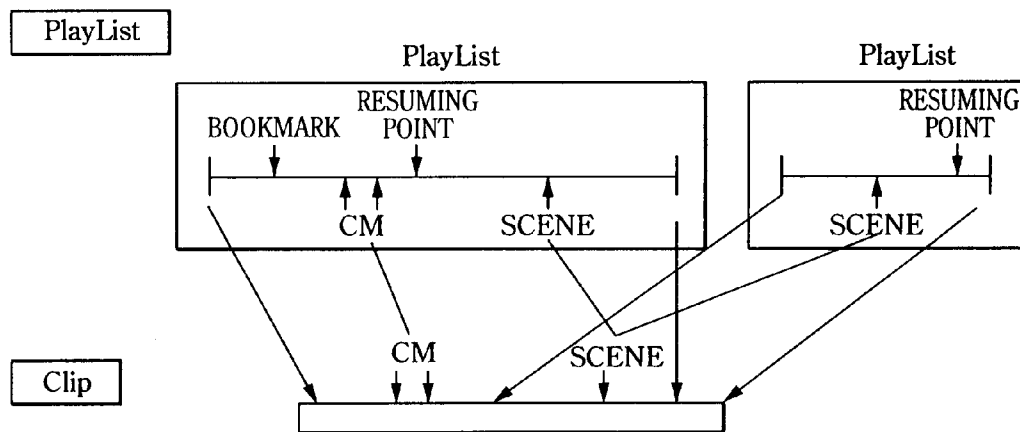 PlayList
PlayList
PlayList
RESUMING
POINT
BOOKMARK
RESUMING
POINT
CM
SCENE
SCENE
CM
SCENE
Clip